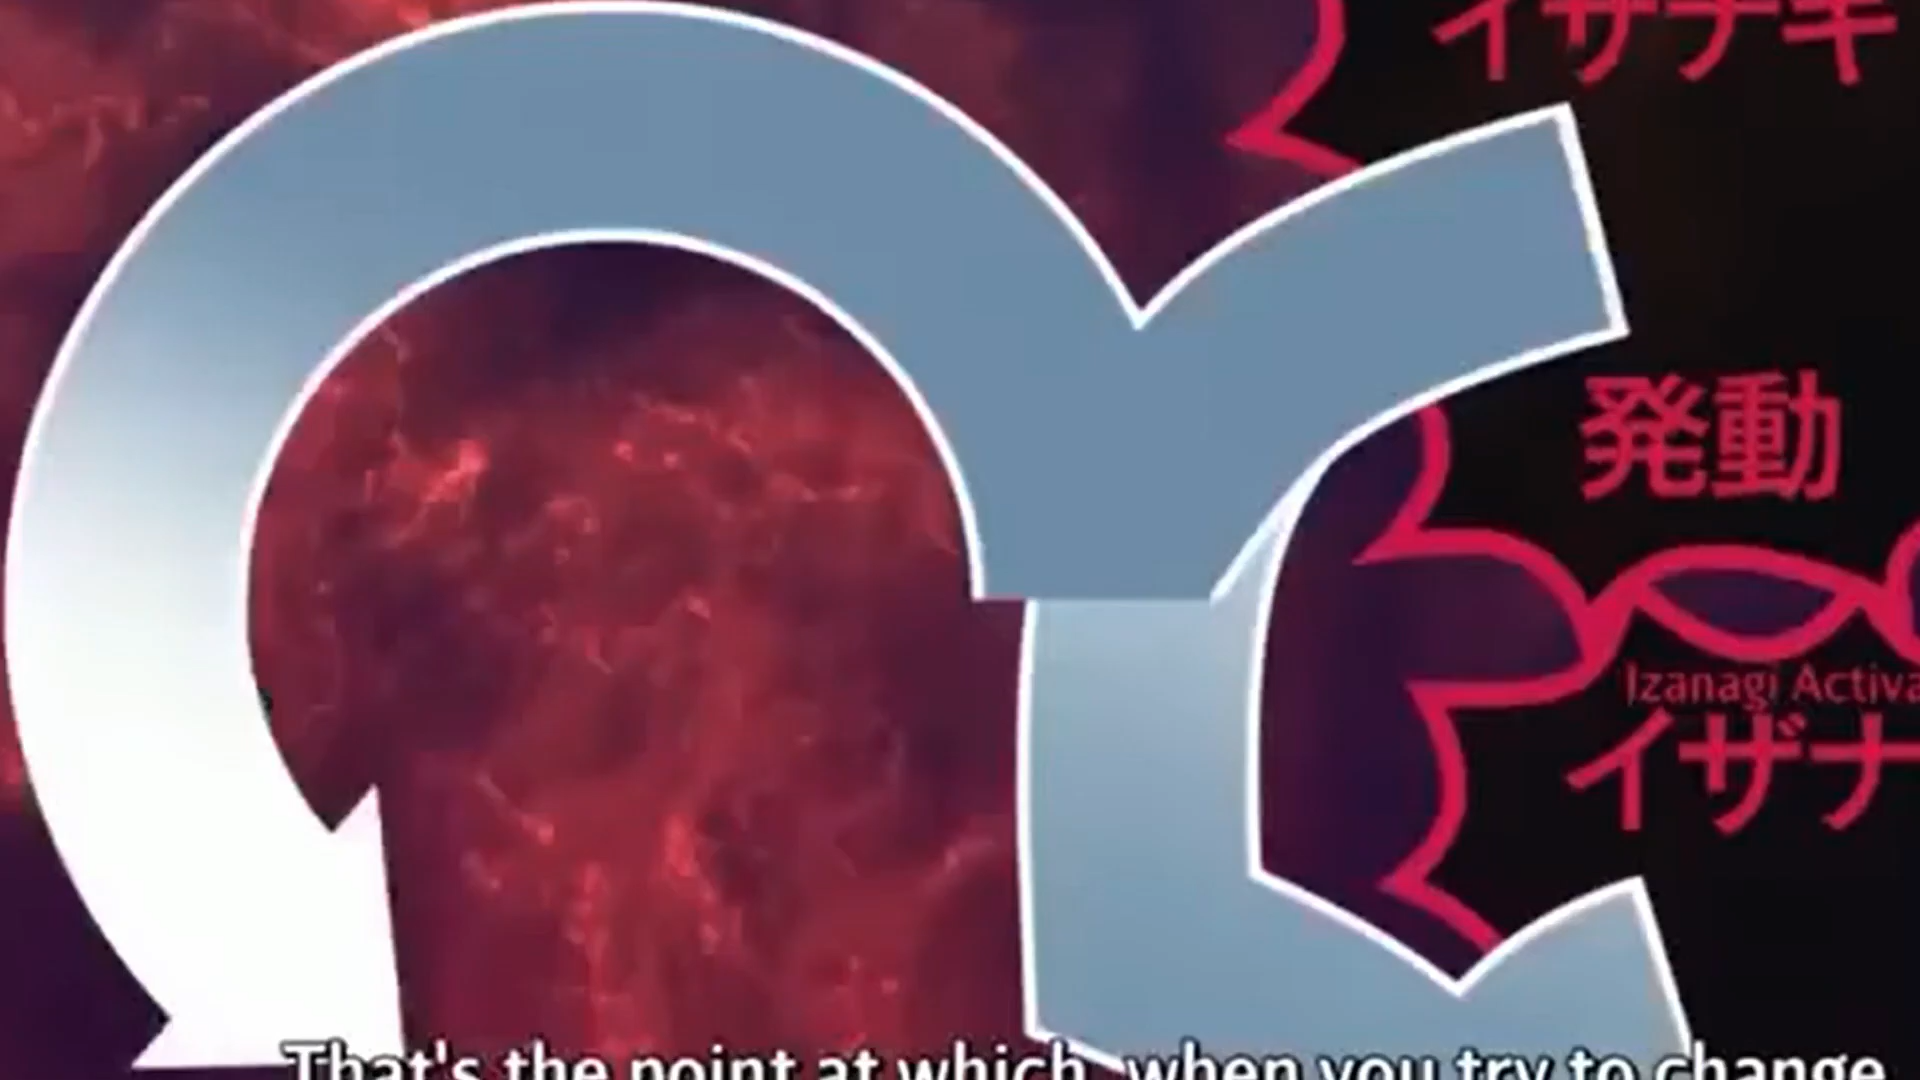 イザナギ
発動
Izanagi Activa
イザナ
That's the point at which, when you try to change